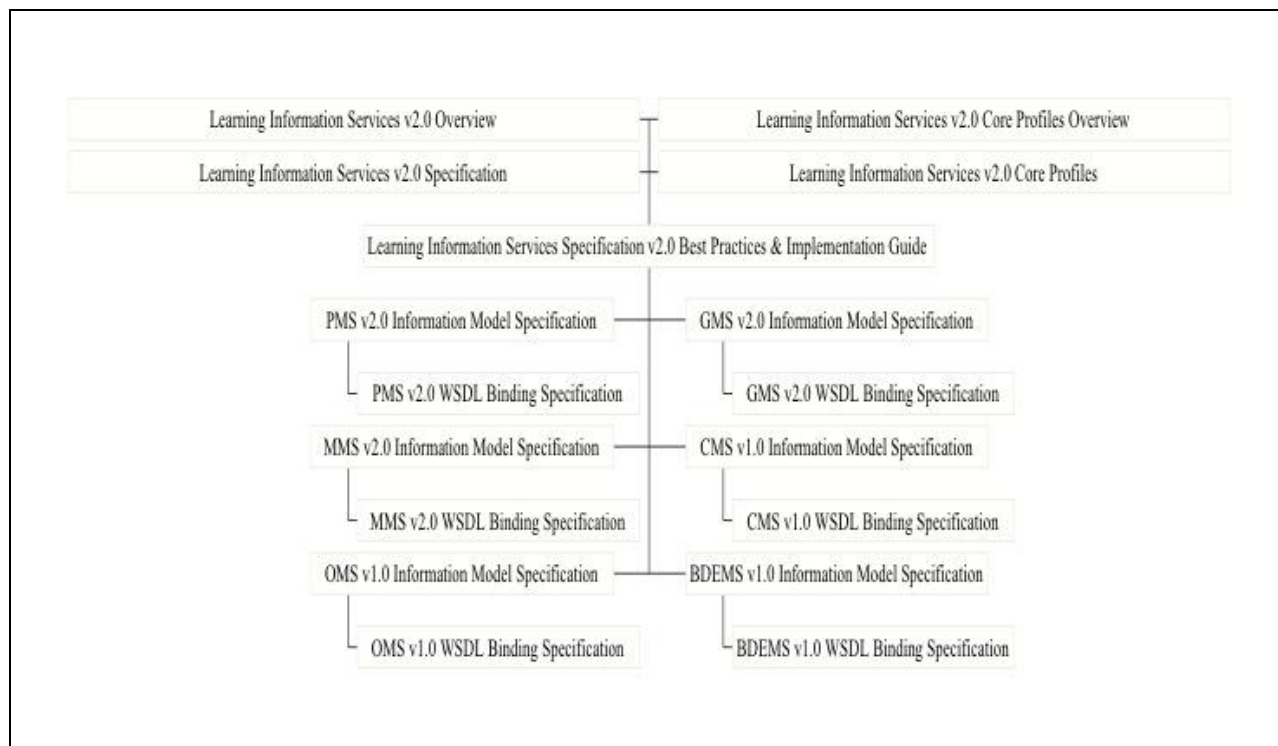 Learning Information Services v2.0 Overview
Learning Information Services v2.0 Core Profiles Overview
Learning Information Services v2.0 Specification
Learning Information Services v2.0 Core Profiles
Learning Information Services Specification v2.0 Best Practices & Implementation Guide
PMS v2.0 Information Model Specification
GMS v2.0 Information Model Specification
PMS v2.0 WSDL Binding Specification
GMS v2.0 WSDL Binding Specification
MMS v2.0 Information Model Specification
CMS v1.0 Information Model Specification
MMS v2.0 WSDL Binding Specification
CMS v1.0 WSDL Binding Specification
OMS v1.0 Information Model Specification
BDEMS v1.0 Information Model Specification
OMS v1.0 WSDL Binding Specification
BDEMS v1.0 WSDL Binding Specification